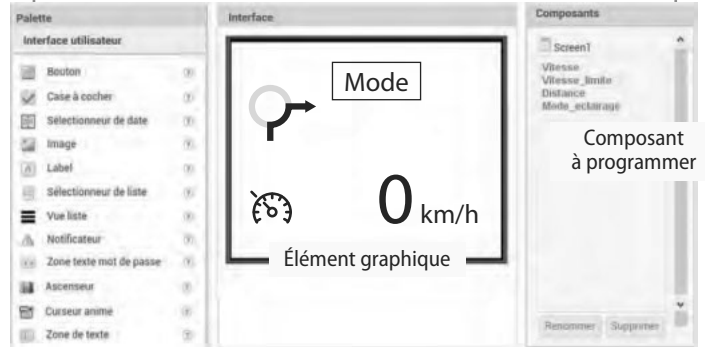 Palette
Interface utilisateur
Bouton
Case à cocher
Sélectionneur de date
Image
Label
Sélectionneur de liste
Vue liste
Notificateur
Zone texte mot de passe
Ascenseur
Curseur animé
Zone de texte
Interface
Mode
0 km/h
Élément graphique
Composants
Screen1
Vitesse
Vitesse_limite
Distance
Mode_eclairage
Composant
à programmer
Renommer Supprimer